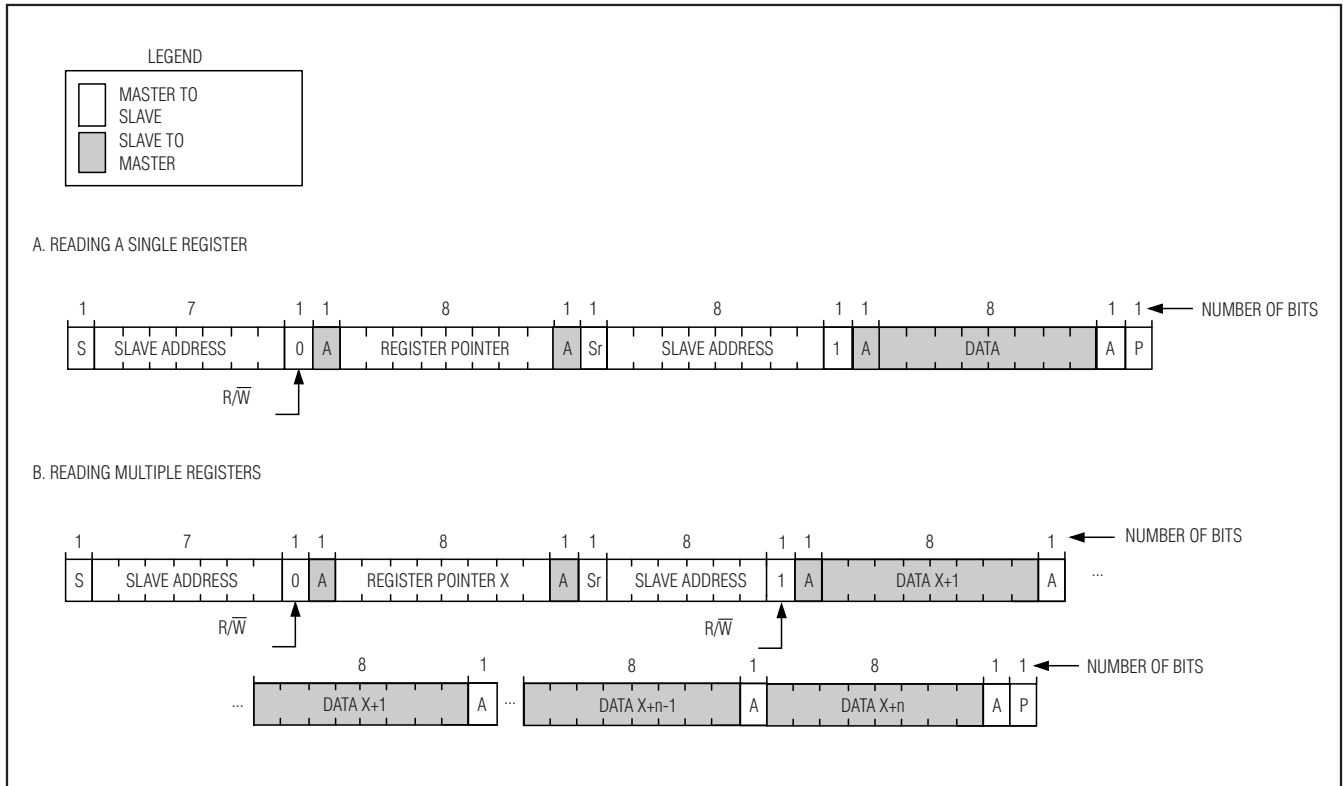 LEGEND
MASTER TO
SLAVE
SLAVE TO
MASTER
A. READING A SINGLE REGISTER
1 7 1 1 8 1 1 8 1 1 8 1 1 NUMBER OF BITS
S SLAVE ADDRESS 0 A REGISTER POINTER A Sr SLAVE ADDRESS 1 A DATA A P
R/W̅
B. READING MULTIPLE REGISTERS
1 7 1 1 8 1 1 8 1 1 8 1 NUMBER OF BITS
S SLAVE ADDRESS 0 A REGISTER POINTER X A Sr SLAVE ADDRESS 1 A DATA X+1 A ...
R/W̅ R/W̅
8 1 8 1 8 1 1 NUMBER OF BITS
... DATA X+1 A ... DATA X+n-1 A DATA X+n A P